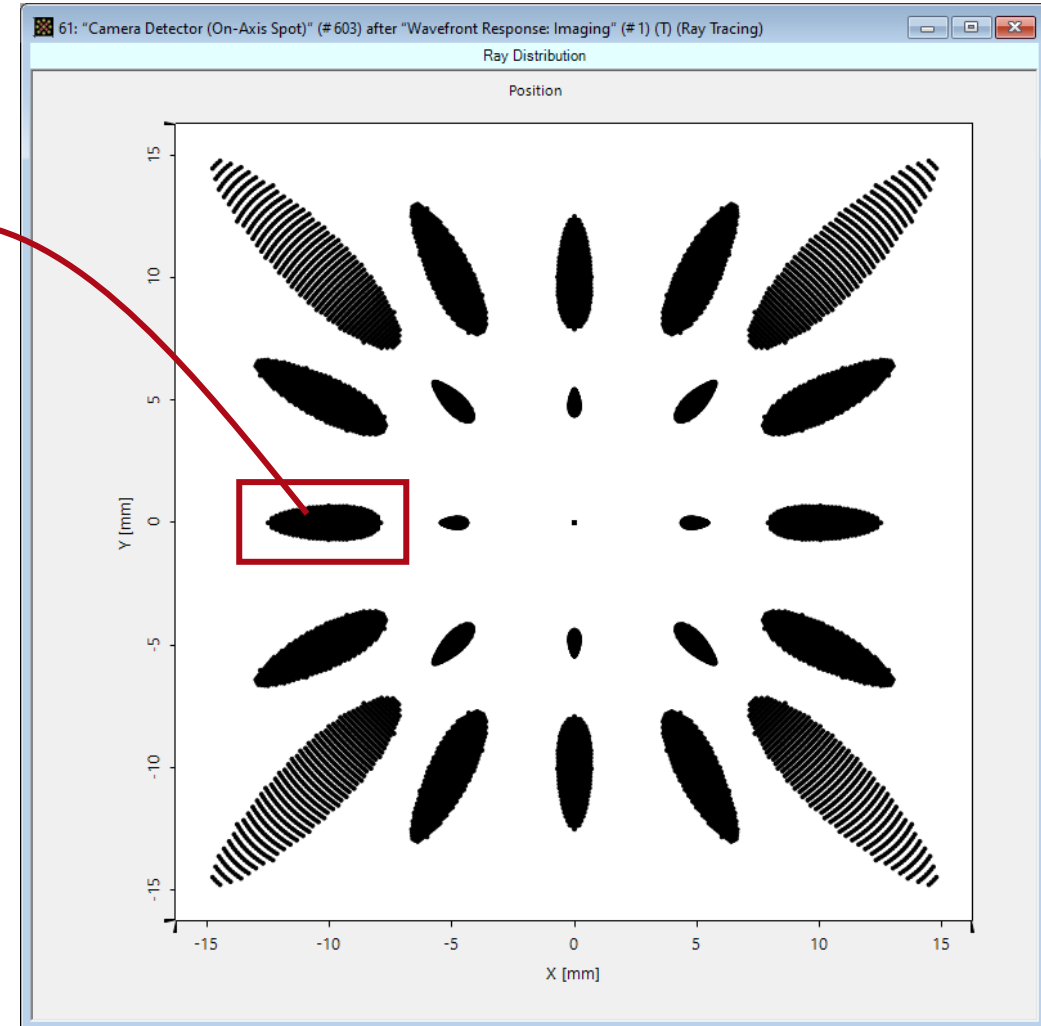 61: "Camera Detector (On-Axis Spot)" (#603) after "Wavefront Response: Imaging" (#1) (T) (Ray Tracing)
Ray Distribution
Position
15
10
5
0
-5
-10
-15
Y [mm]
-15 -10 -5 0 5 10 15
X [mm]